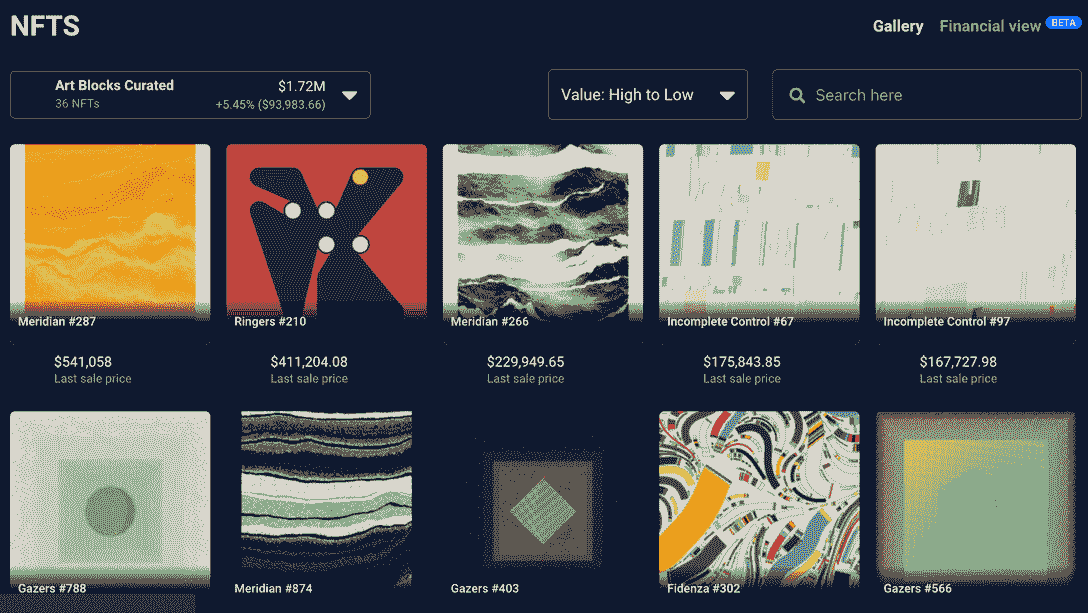 NFTS
Gallery Financial view BETA
Art Blocks Curated $1.72M
36 NFTs +5.45% ($93,983.66)
Value: High to Low
Search here
Meridian #287
Ringers #210
Meridian #266
Incomplete Control #67
Incomplete Control #97
$541,058
Last sale price
$411,204.08
Last sale price
$229,949.65
Last sale price
$175,843.85
Last sale price
$167,727.98
Last sale price
Gazers #788
Meridian #874
Gazers #403
Fidenza #302
Gazers #566